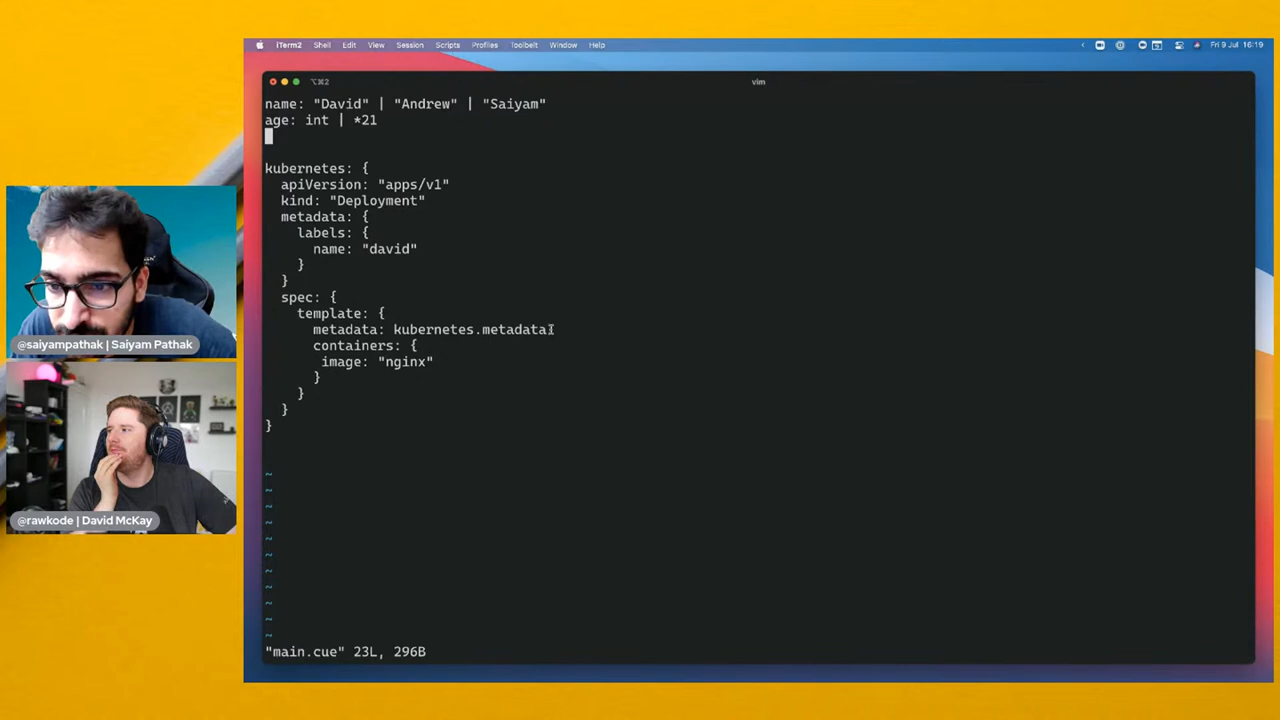 iTerm2 Shell Edit View Session Scripts Profiles Toolbelt Window Help
Fri 9 Jul 16:19
⌥⌘2
vim
name: "David" | "Andrew" | "Saiyam"
age: int | *21
kubernetes: {
apiVersion: "apps/v1"
kind: "Deployment"
metadata: {
labels: {
name: "david"
}
}
spec: {
template: {
metadata: kubernetes.metadata
containers: {
image: "nginx"
}
}
}
}
~
~
~
~
~
~
~
~
~
~
~
"main.cue" 23L, 296B
@saiyampathak | Saiyam Pathak
@rawkode | David McKay